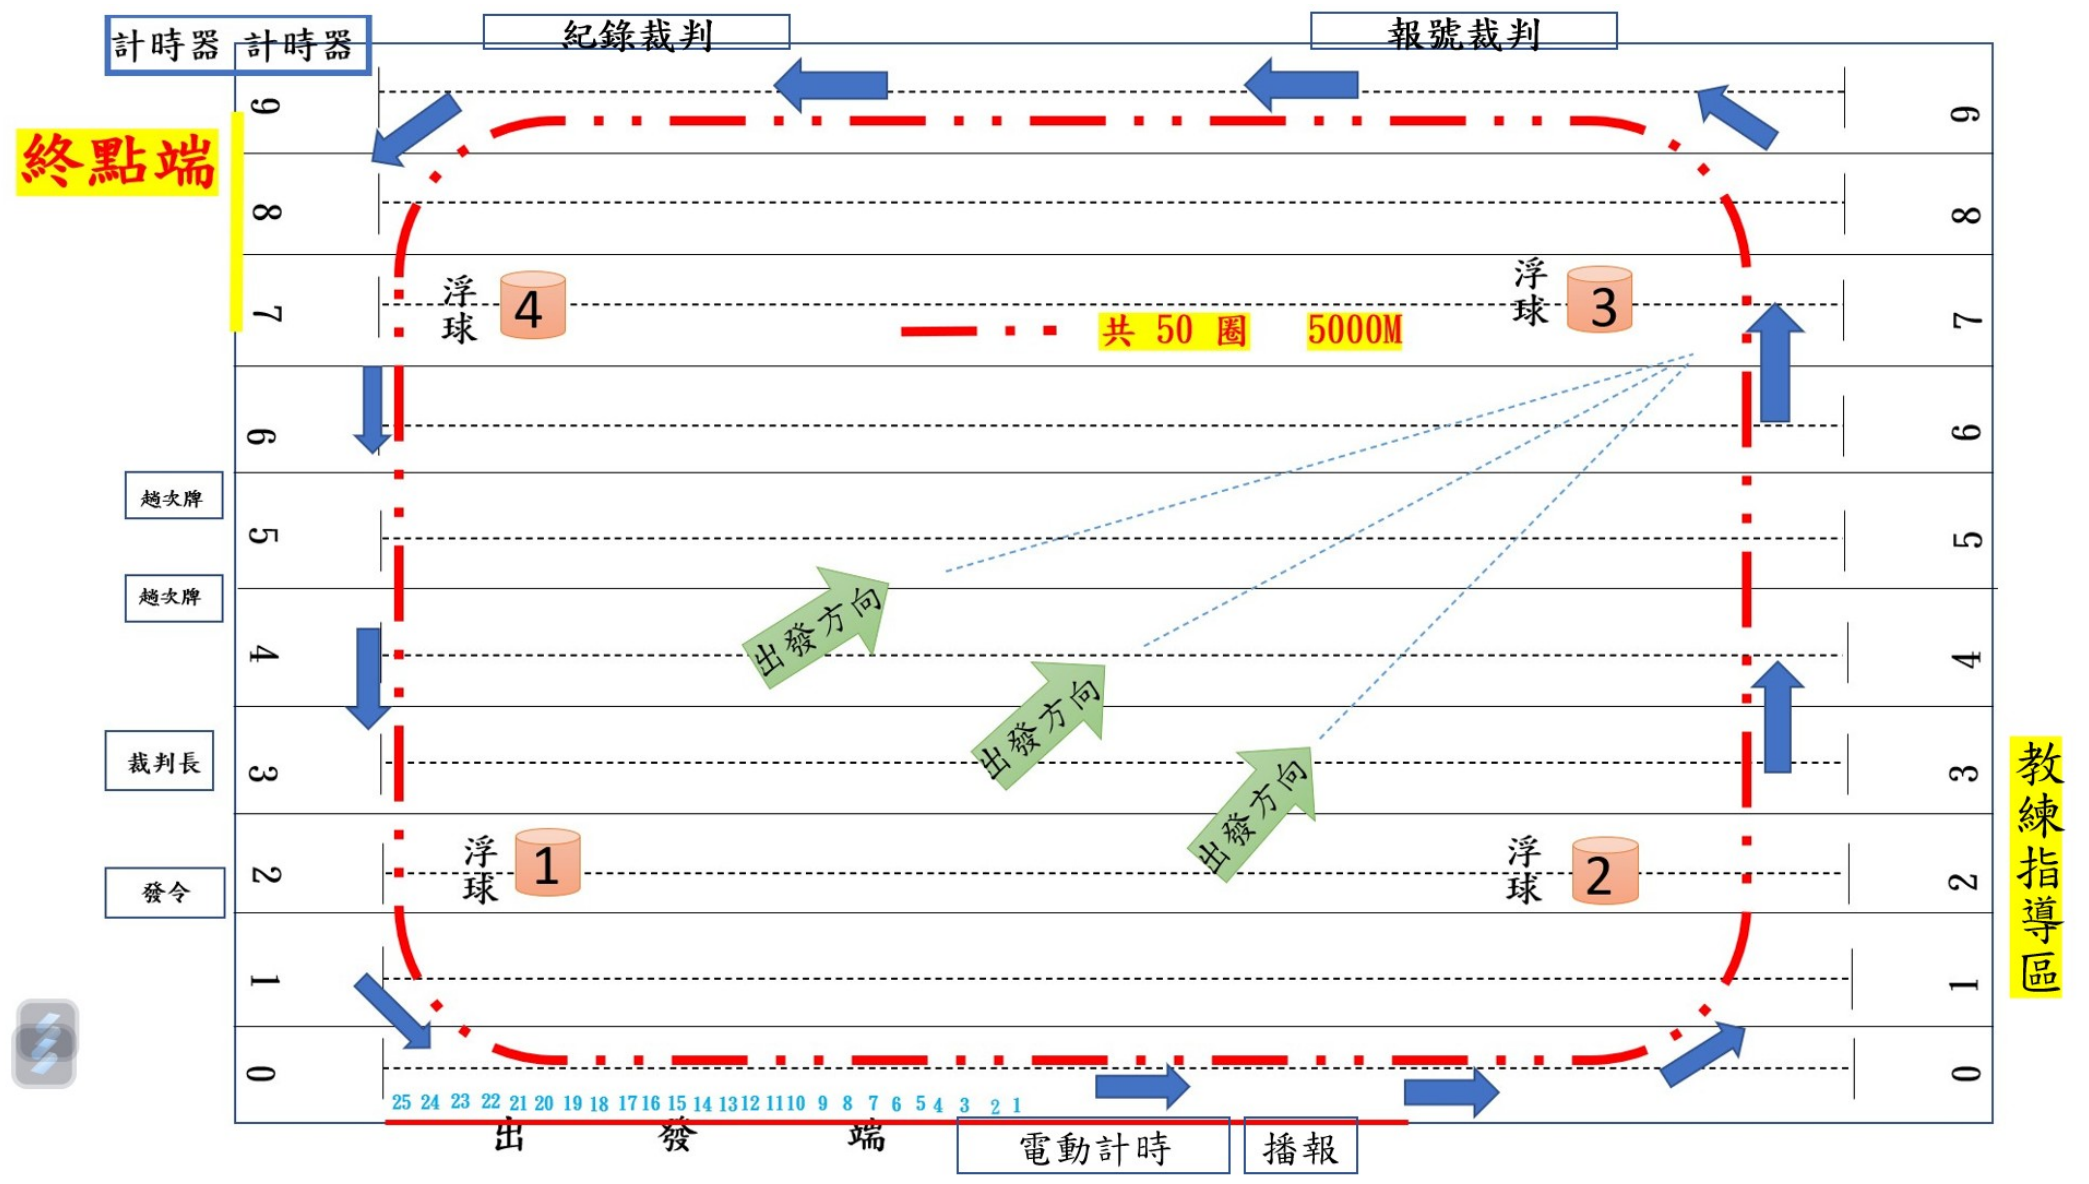 計時器 計時器
紀錄裁判
報號裁判
9
9
終點端
8
8
浮球
4
浮球
3
7
7
共 50 圈 5000M
6
6
趟次牌
5
5
趟次牌
出發方向
4
4
出發方向
裁判長
3
出發方向
3
教練指導區
浮球
1
浮球
2
發令
2
2
1
1
0
0
25 24 23 22 21 20 19 18 17 16 15 14 13 12 11 10 9 8 7 6 5 4 3 2 1
出 發 端
電動計時
播報